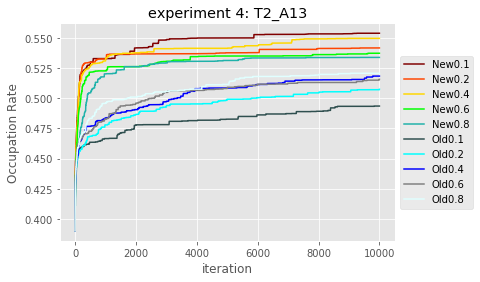 experiment 4: T2_A13
Occupation Rate
0.550
0.525
0.500
0.475
0.450
0.425
0.400
0
2000
4000
6000
8000
10000
iteration
New0.1
New0.2
New0.4
New0.6
New0.8
Old0.1
Old0.2
Old0.4
Old0.6
Old0.8